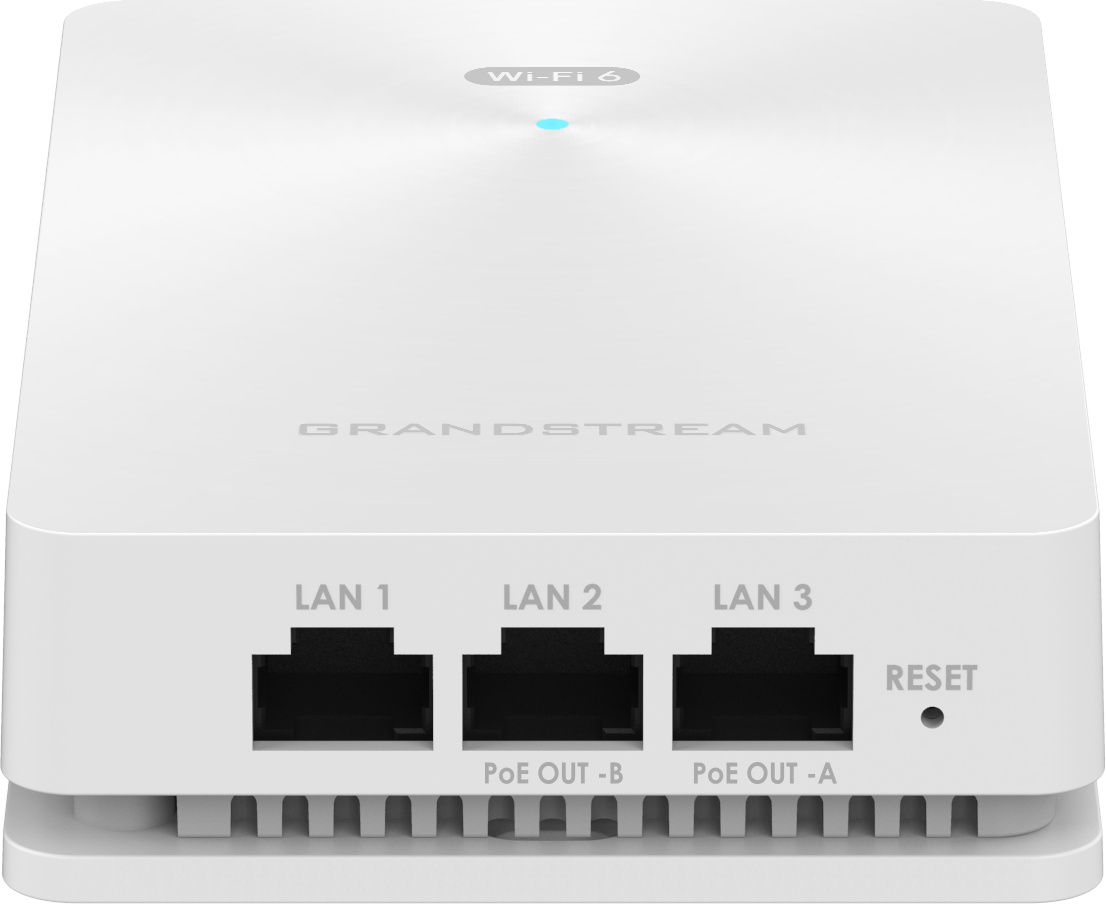 Wi-Fi 6
GRANDSTREAM
LAN 1 LAN 2 LAN 3
RESET
PoE OUT -B PoE OUT -A